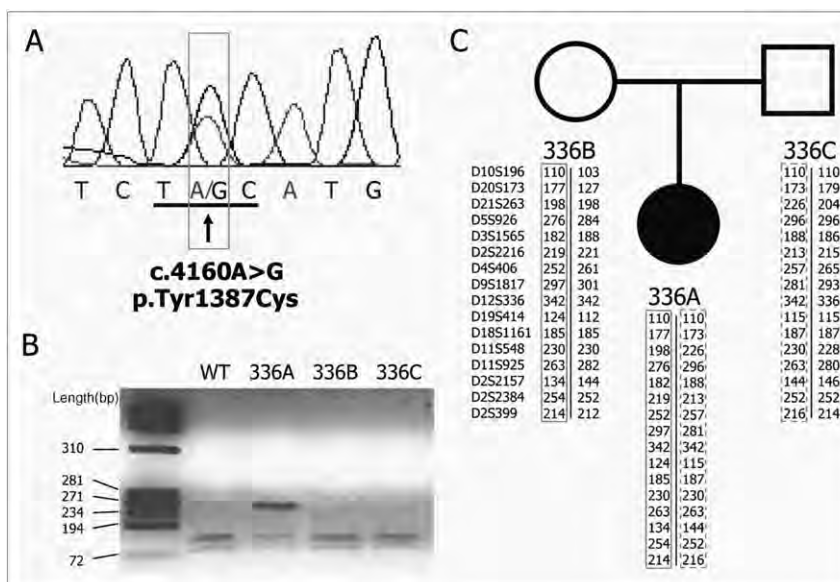 A
T C T A/G C A T G
c.4160A>G
p.Tyr1387Cys
B
WT 336A 336B 336C
Length(bp)
310
281
271
234
194
72
C
336B 336C
D10S196 110 103 110 110
D20S173 177 127 173 179
D21S263 198 198 226 204
D5S926 276 284 296 296
D3S1565 182 188 188 186
D2S2216 219 221 213 215
D4S406 252 261 257 265
D9S1817 297 301 281 293
D12S336 342 342 342 336
D19S414 124 112 115 115
D18S1161 185 185 187 187
D11S548 230 230 230 228
D11S925 263 282 263 280
D2S2157 134 144 144 146
D2S2384 254 252 252 252
D2S399 214 212 216 214
336A
110 110
177 173
198 226
276 296
182 188
219 213
252 257
297 281
342 342
124 115
185 187
230 230
263 263
134 144
254 252
214 216